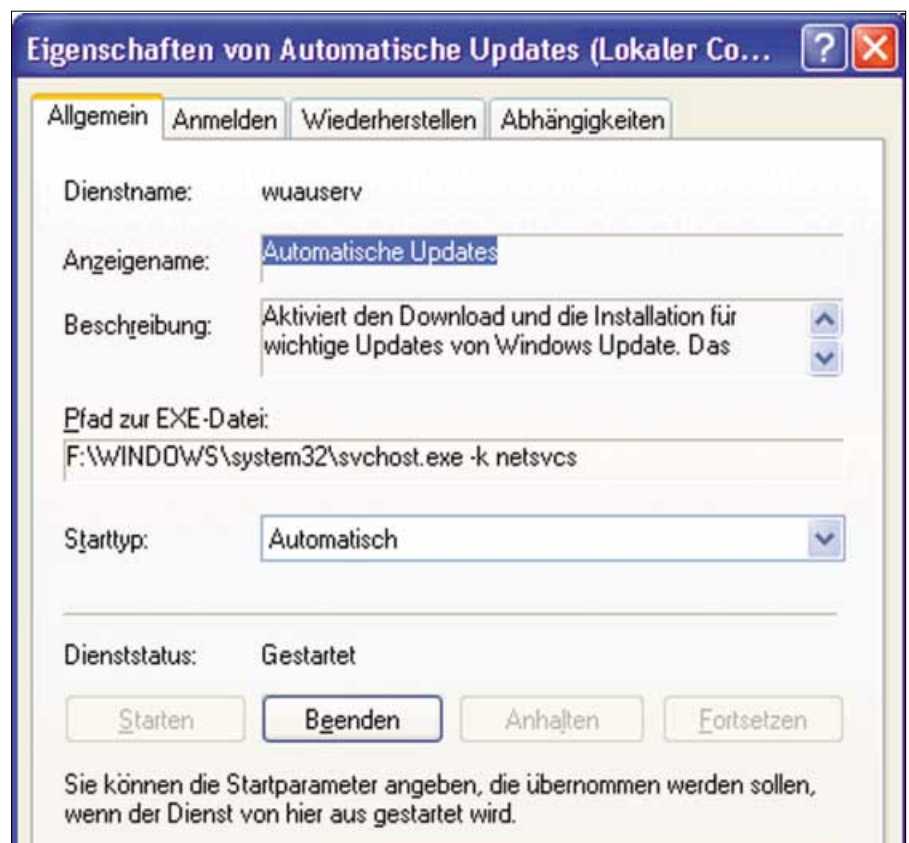 Eigenschaften von Automatische Updates (Lokaler Co...
Allgemein Anmelden Wiederherstellen Abhängigkeiten
Dienstname: wuauserv
Anzeigename: Automatische Updates
Beschreibung: Aktiviert den Download und die Installation für
wichtige Updates von Windows Update. Das
Pfad zur EXE-Datei:
F:\WINDOWS\system32\svchost.exe -k netsvcs
Starttyp: Automatisch
Dienststatus: Gestartet
Starten Beenden Anhalten Fortsetzen
Sie können die Startparameter angeben, die übernommen werden sollen,
wenn der Dienst von hier aus gestartet wird.